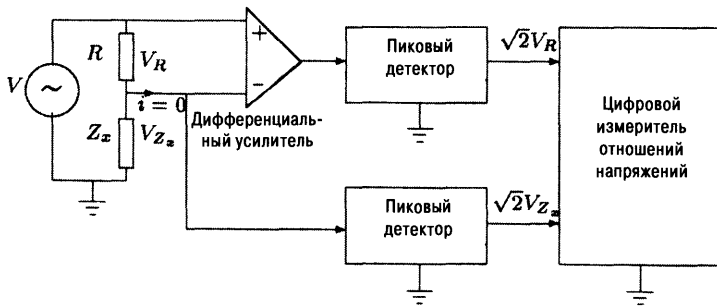 V
R
V_R
Z_x
V_{Z_x}
i = 0
~
+
−
Дифференциаль-
ный усилитель
Пиковый
детектор
√2V_R
Пиковый
детектор
√2V_{Z_x}
Цифровой
измеритель
отношений
напряжений